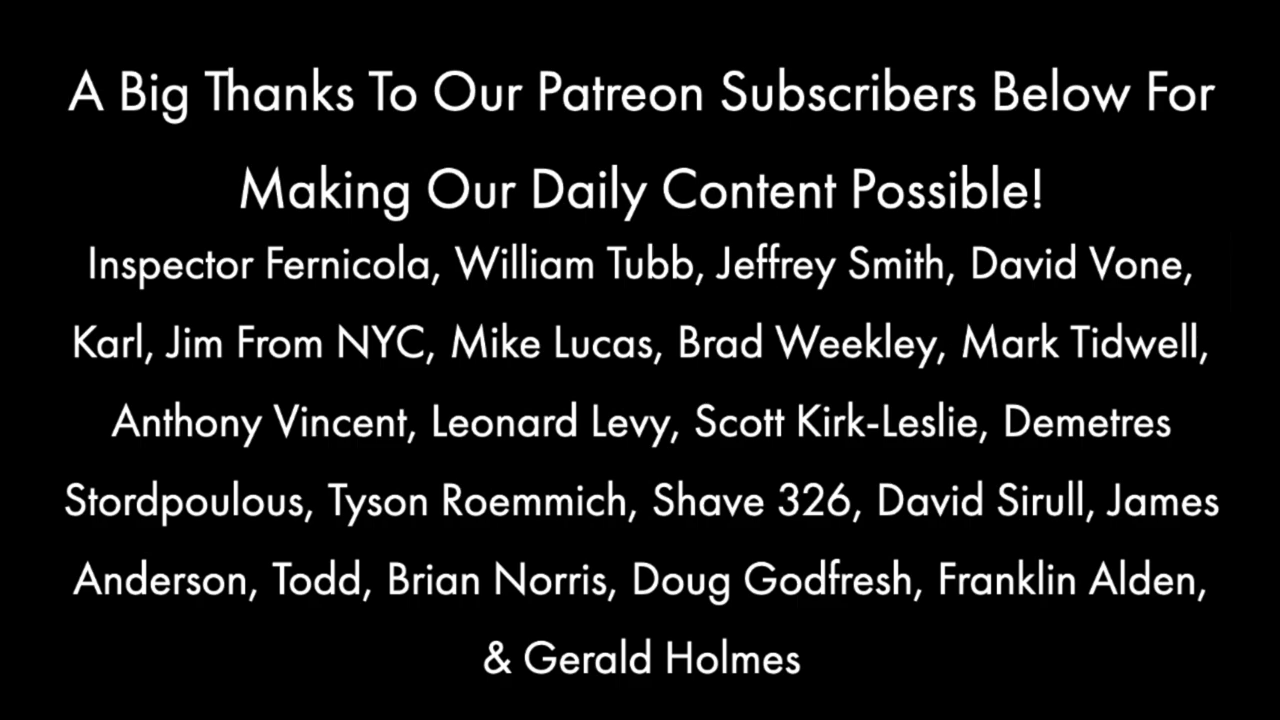 A Big Thanks To Our Patreon Subscribers Below For
Making Our Daily Content Possible!
Inspector Fernicola, William Tubb, Jeffrey Smith, David Vone,
Karl, Jim From NYC, Mike Lucas, Brad Weekley, Mark Tidwell,
Anthony Vincent, Leonard Levy, Scott Kirk-Leslie, Demetres
Stordpoulous, Tyson Roemmich, Shave 326, David Sirull, James
Anderson, Todd, Brian Norris, Doug Godfresh, Franklin Alden,
& Gerald Holmes